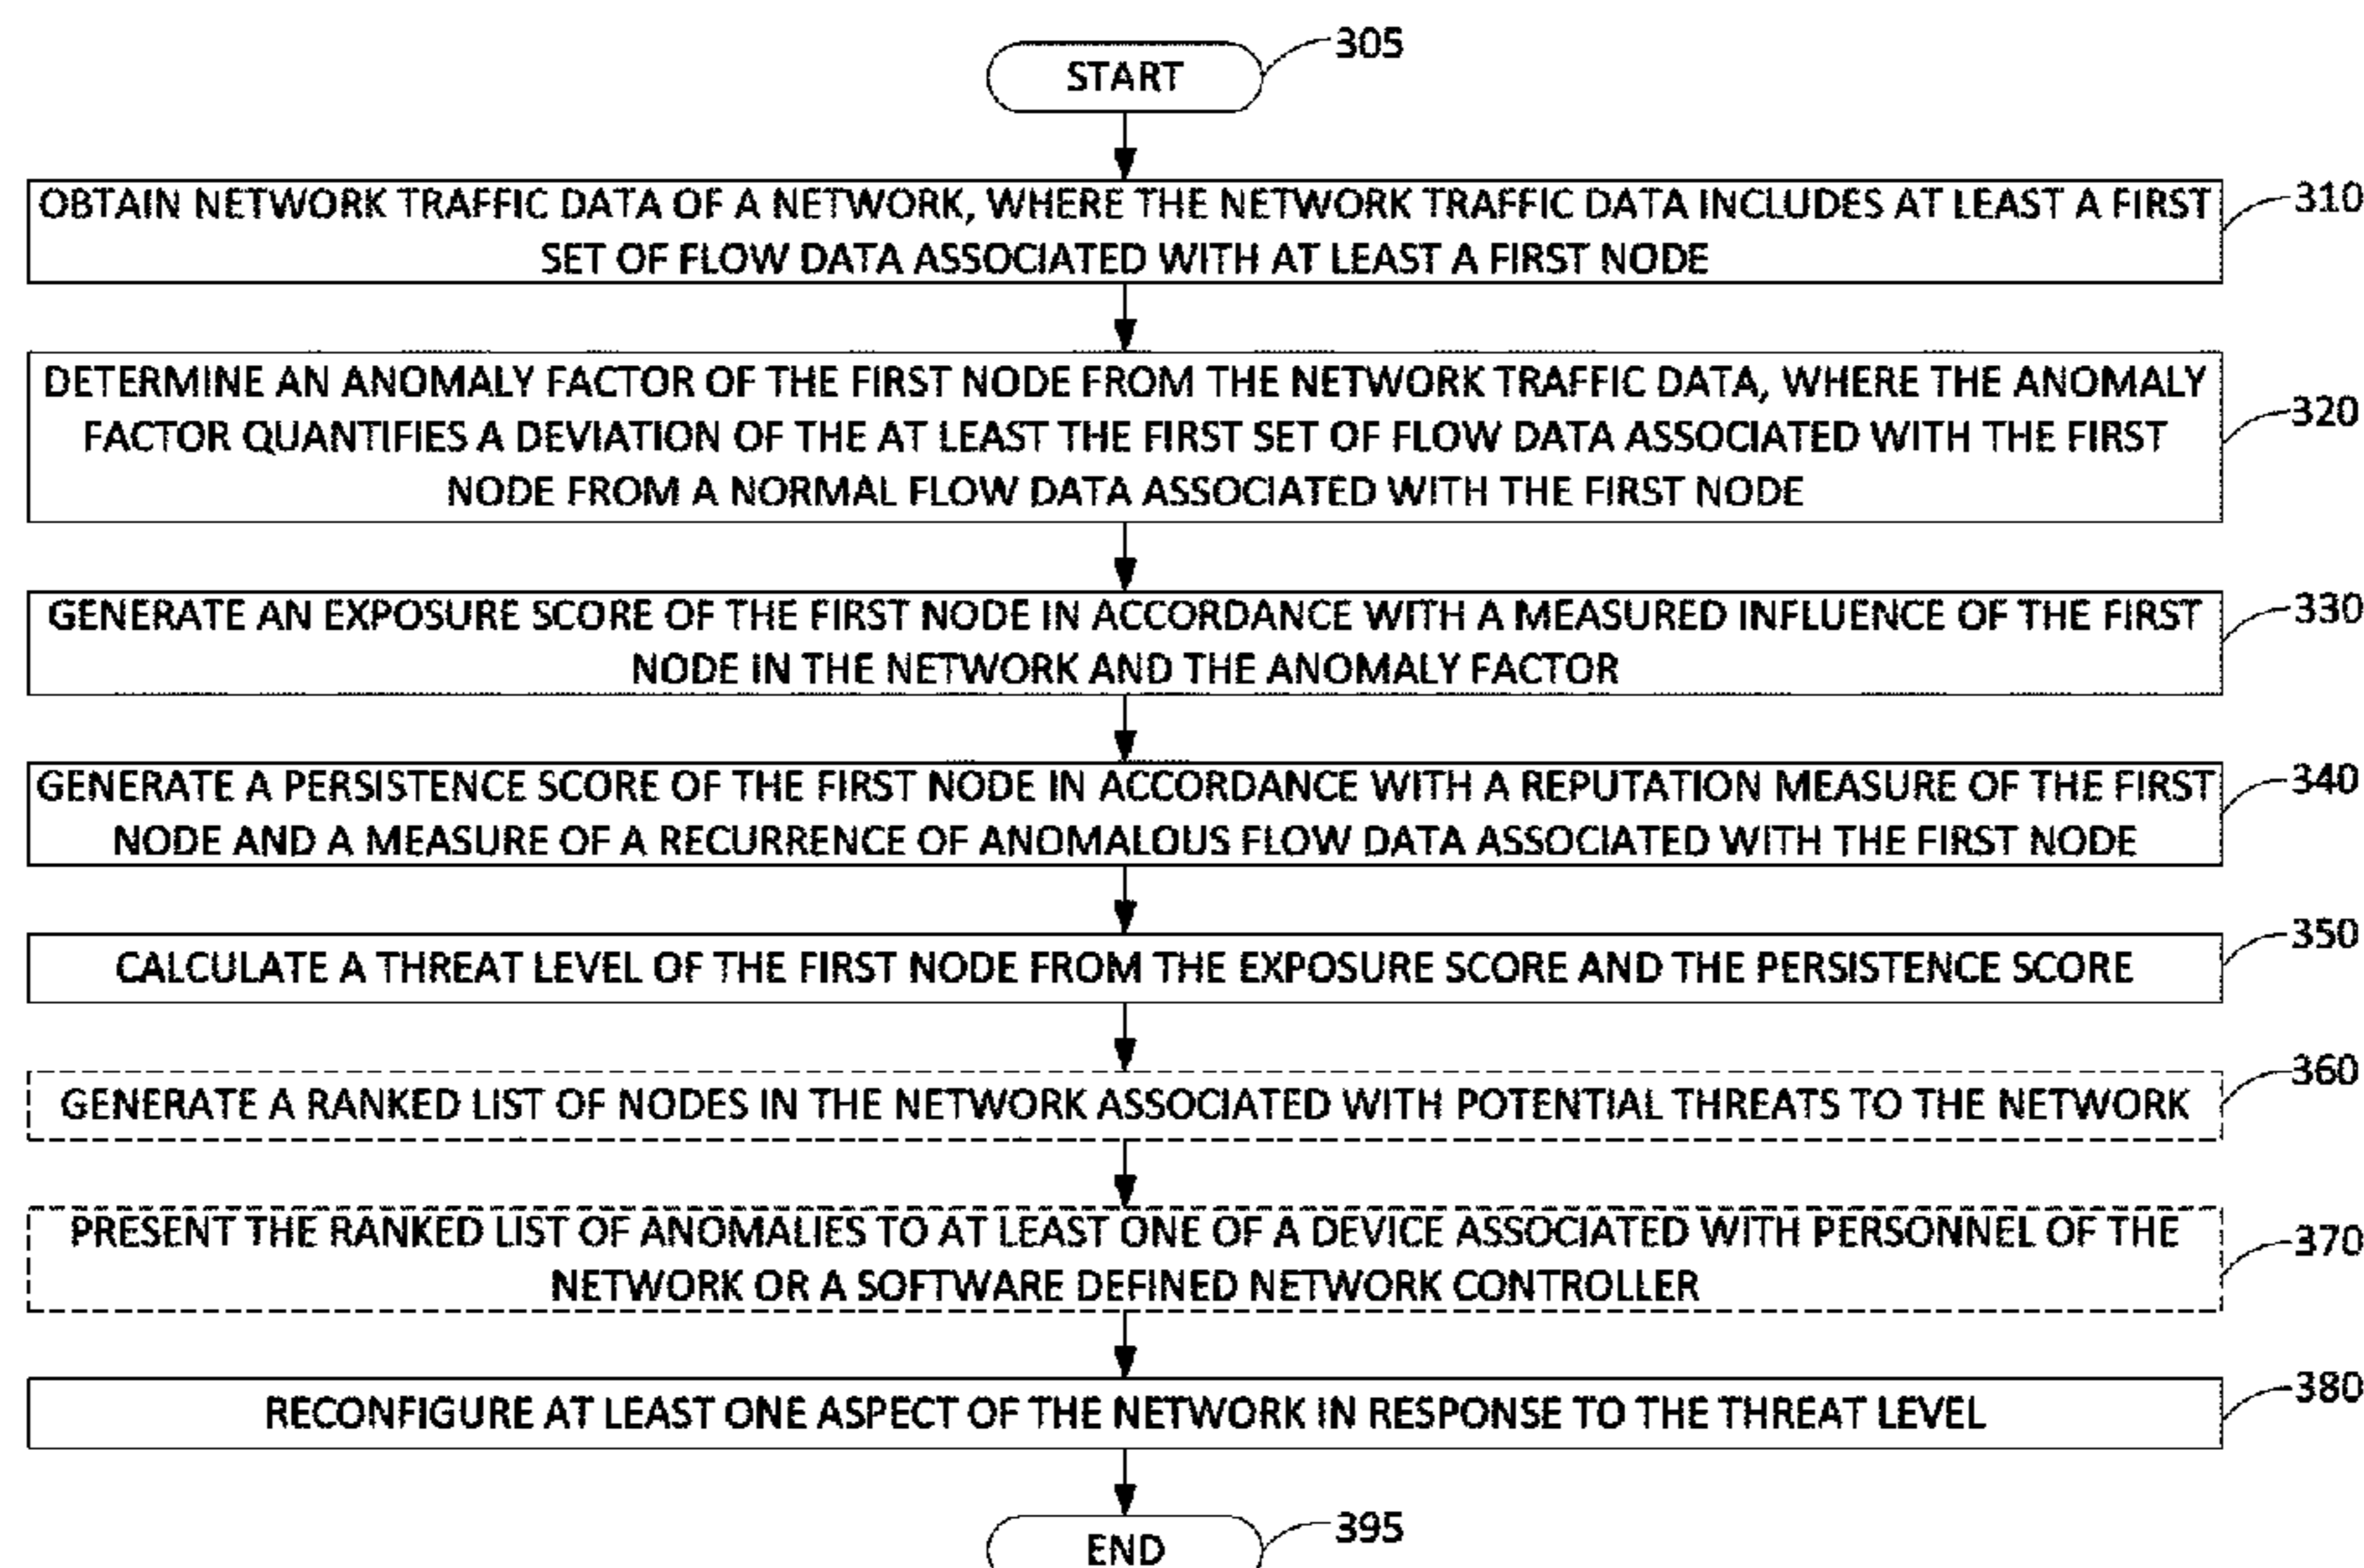 305
START
310
OBTAIN NETWORK TRAFFIC DATA OF A NETWORK, WHERE THE NETWORK TRAFFIC DATA INCLUDES AT LEAST A FIRST
SET OF FLOW DATA ASSOCIATED WITH AT LEAST A FIRST NODE
DETERMINE AN ANOMALY FACTOR OF THE FIRST NODE FROM THE NETWORK TRAFFIC DATA, WHERE THE ANOMALY
320
FACTOR QUANTIFIES A DEVIATION OF THE AT LEAST THE FIRST SET OF FLOW DATA ASSOCIATED WITH THE FIRST
NODE FROM A NORMAL FLOW DATA ASSOCIATED WITH THE FIRST NODE
330
GENERATE AN EXPOSURE SCORE OF THE FIRST NODE IN ACCORDANCE WITH A MEASURED INFLUENCE OF THE FIRST
NODE IN THE NETWORK AND THE ANOMALY FACTOR
340
GENERATE A PERSISTENCE SCORE OF THE FIRST NODE IN ACCORDANCE WITH A REPUTATION MEASURE OF THE FIRST
NODE AND A MEASURE OF A RECURRENCE OF ANOMALOUS FLOW DATA ASSOCIATED WITH THE FIRST NODE
350
CALCULATE A THREAT LEVEL OF THE FIRST NODE FROM THE EXPOSURE SCORE AND THE PERSISTENCE SCORE
360
GENERATE A RANKED LIST OF NODES IN THE NETWORK ASSOCIATED WITH POTENTIAL THREATS TO THE NETWORK
PRESENT THE RANKED LIST OF ANOMALIES TO AT LEAST ONE OF A DEVICE ASSOCIATED WITH PERSONNEL OF THE
370
NETWORK OR A SOFTWARE DEFINED NETWORK CONTROLLER
380
RECONFIGURE AT LEAST ONE ASPECT OF THE NETWORK IN RESPONSE TO THE THREAT LEVEL
395
END